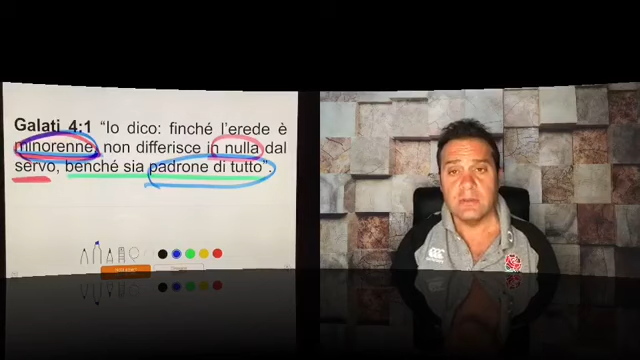 Galati 4:1 “Io dico: finché l’erede è
minorenne, non differisce in nulla dal
servo, benché sia padrone di tutto”.